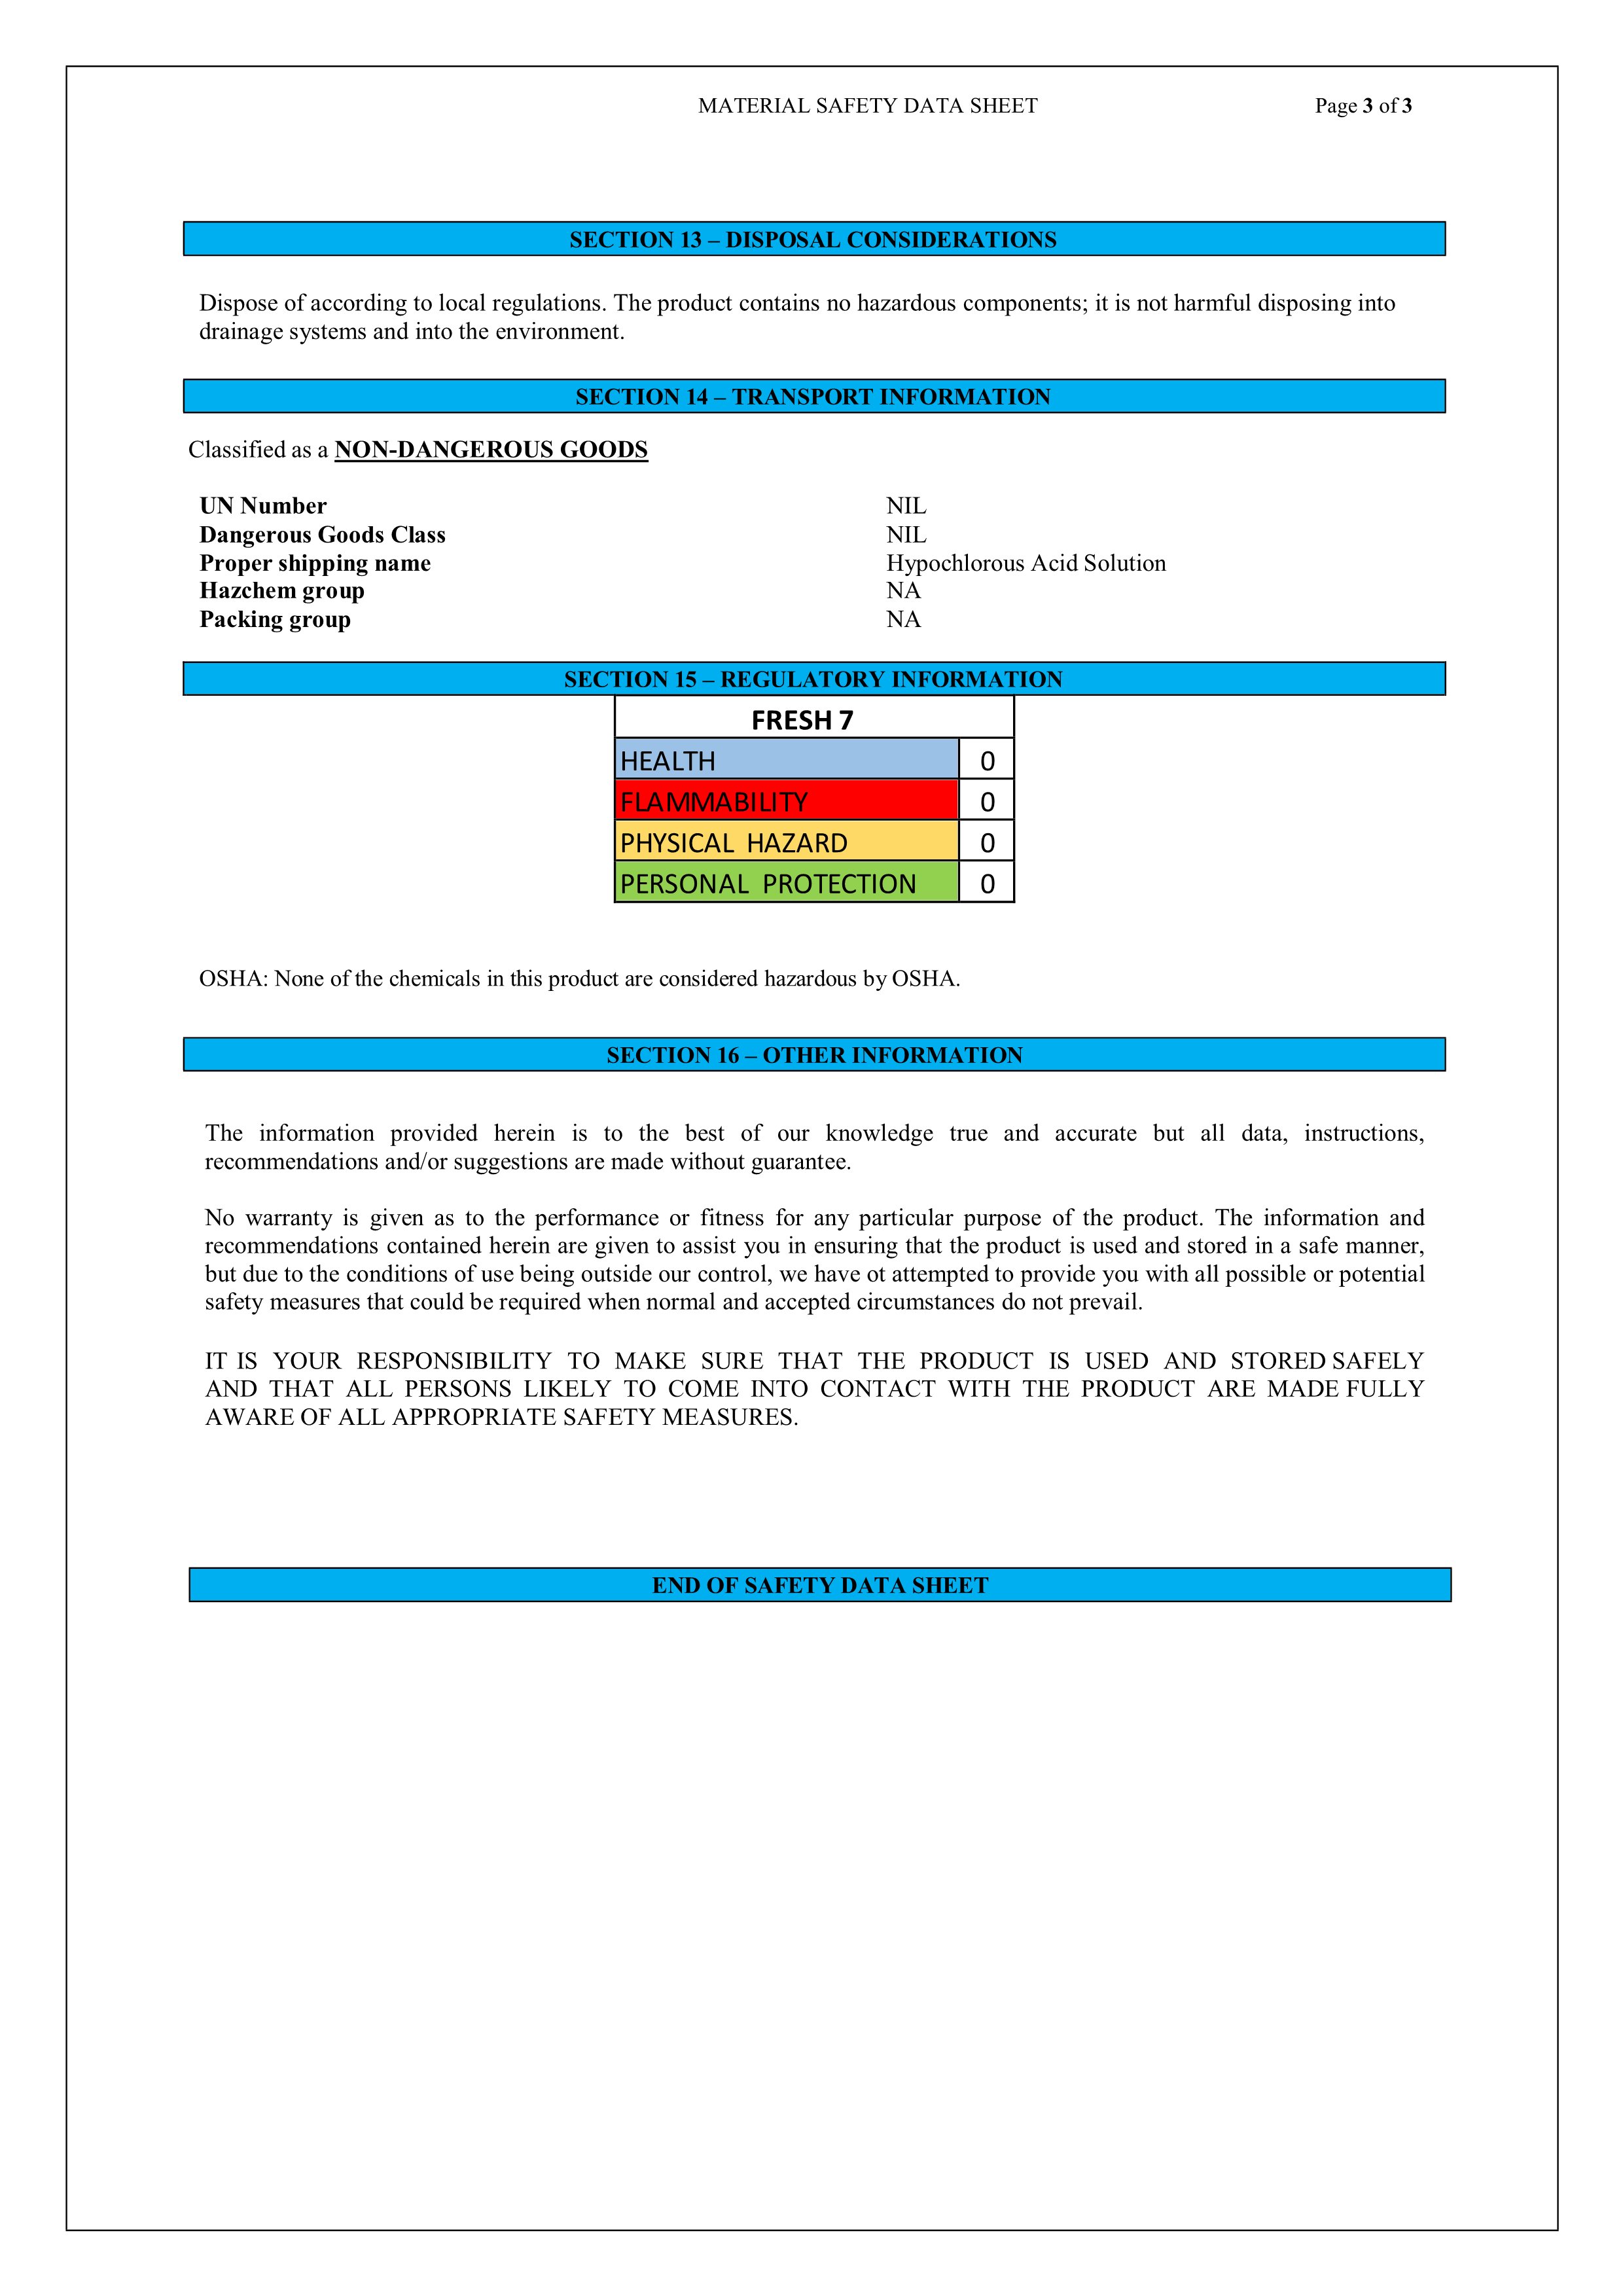 MATERIAL SAFETY DATA SHEET Page 3 of 3
SECTION 13 – DISPOSAL CONSIDERATIONS
Dispose of according to local regulations. The product contains no hazardous components; it is not harmful disposing into
drainage systems and into the environment.
SECTION 14 – TRANSPORT INFORMATION
Classified as a NON-DANGEROUS GOODS
UN Number NIL
Dangerous Goods Class NIL
Proper shipping name Hypochlorous Acid Solution
Hazchem group NA
Packing group NA
SECTION 15 – REGULATORY INFORMATION
FRESH 7
HEALTH 0
FLAMMABILITY 0
PHYSICAL HAZARD 0
PERSONAL PROTECTION 0
OSHA: None of the chemicals in this product are considered hazardous by OSHA.
SECTION 16 – OTHER INFORMATION
The information provided herein is to the best of our knowledge true and accurate but all data, instructions,
recommendations and/or suggestions are made without guarantee.
No warranty is given as to the performance or fitness for any particular purpose of the product. The information and
recommendations contained herein are given to assist you in ensuring that the product is used and stored in a safe manner,
but due to the conditions of use being outside our control, we have ot attempted to provide you with all possible or potential
safety measures that could be required when normal and accepted circumstances do not prevail.
IT IS YOUR RESPONSIBILITY TO MAKE SURE THAT THE PRODUCT IS USED AND STORED SAFELY
AND THAT ALL PERSONS LIKELY TO COME INTO CONTACT WITH THE PRODUCT ARE MADE FULLY
AWARE OF ALL APPROPRIATE SAFETY MEASURES.
END OF SAFETY DATA SHEET